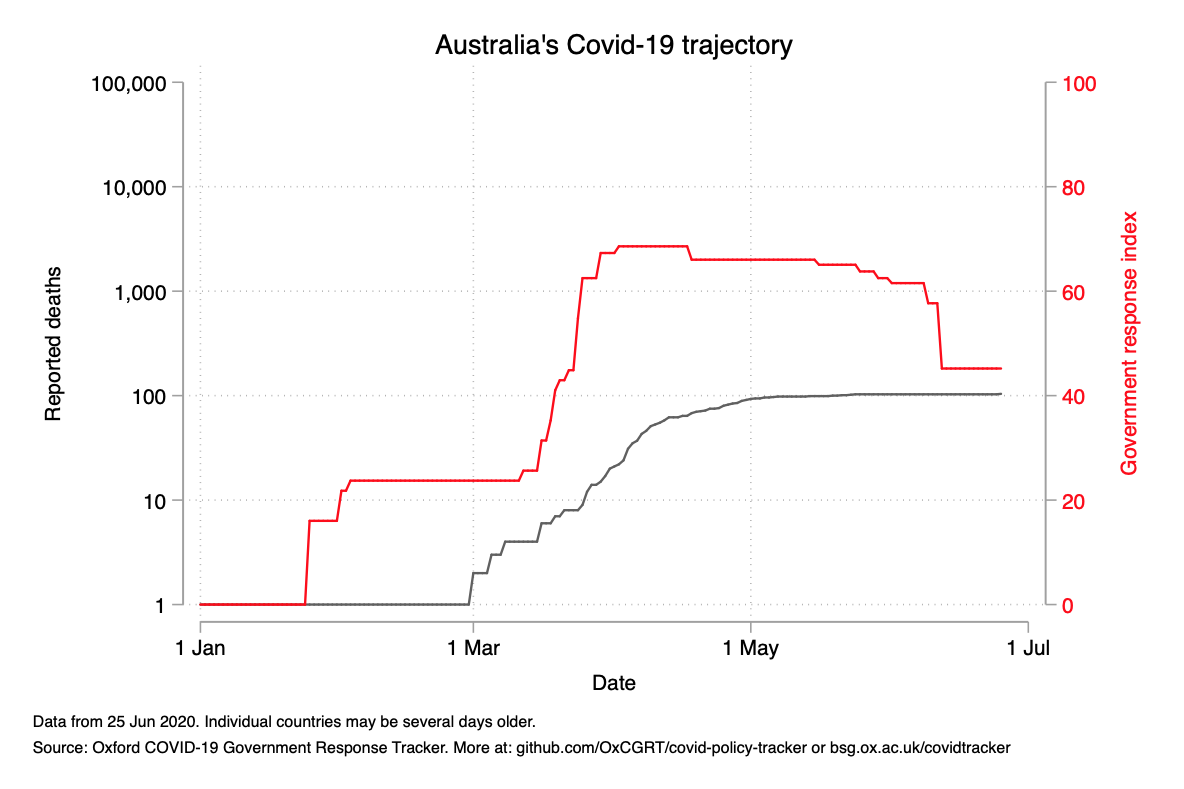 Australia's Covid-19 trajectory
100,000
10,000
1,000
100
10
1
Reported deaths
100
80
60
40
20
0
Government response index
1 Jan
1 Mar
1 May
1 Jul
Date
Data from 25 Jun 2020. Individual countries may be several days older.
Source: Oxford COVID-19 Government Response Tracker. More at: github.com/OxCGRT/covid-policy-tracker or bsg.ox.ac.uk/covidtracker